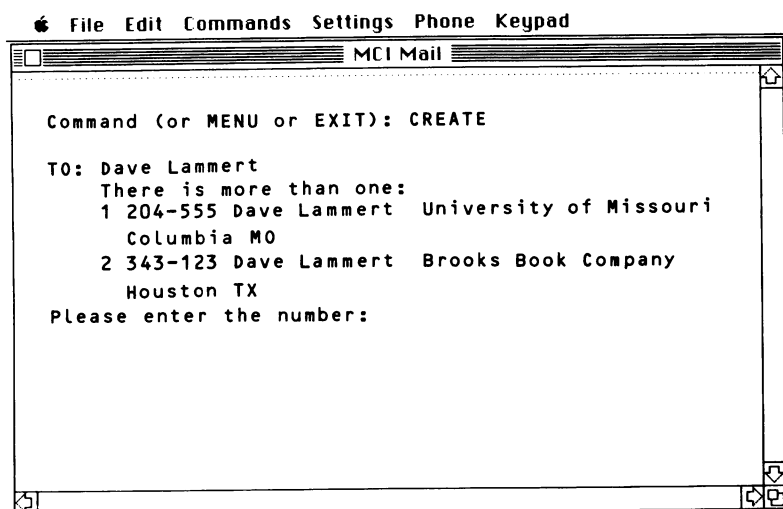 File Edit Commands Settings Phone Keypad
MCI Mail
Command (or MENU or EXIT): CREATE
TO: Dave Lammert
There is more than one:
1 204-555 Dave Lammert University of Missouri
Columbia MO
2 343-123 Dave Lammert Brooks Book Company
Houston TX
Please enter the number: